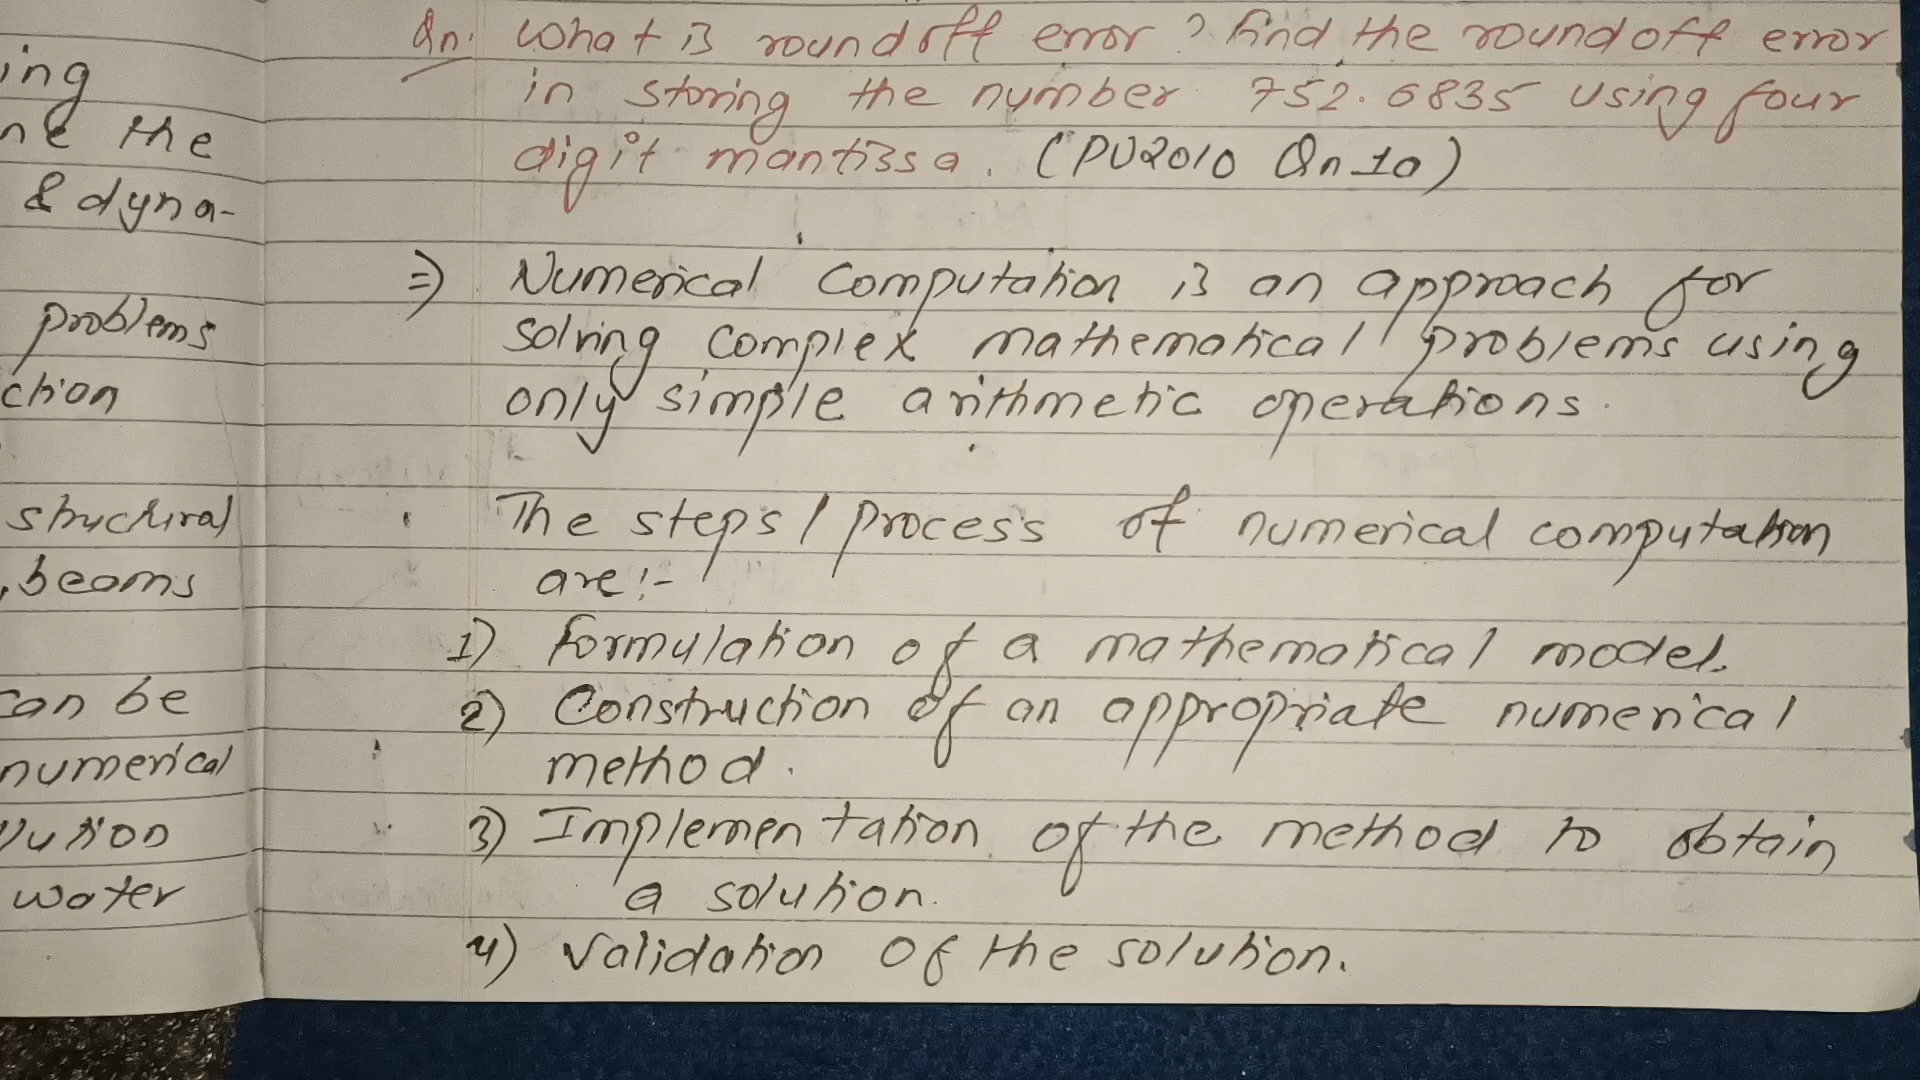 ing
ne the
& dyna-
problems
ction
structural
, beams
can be
numerical
lution
water
Qn. What is roundoff error? Find the roundoff error
in storing the number 752.6835 using four
digit mantissa. (PU2010 Qn 1a)
=) Numerical Computation is an approach for
solving complex mathematical problems using
only simple arithmetic operations.
The steps / process of numerical computation
are:-
1) Formulation of a mathematical model.
2) Construction of an appropriate numerical
method.
3) Implementation of the method to obtain
a solution.
4) Validation of the solution.